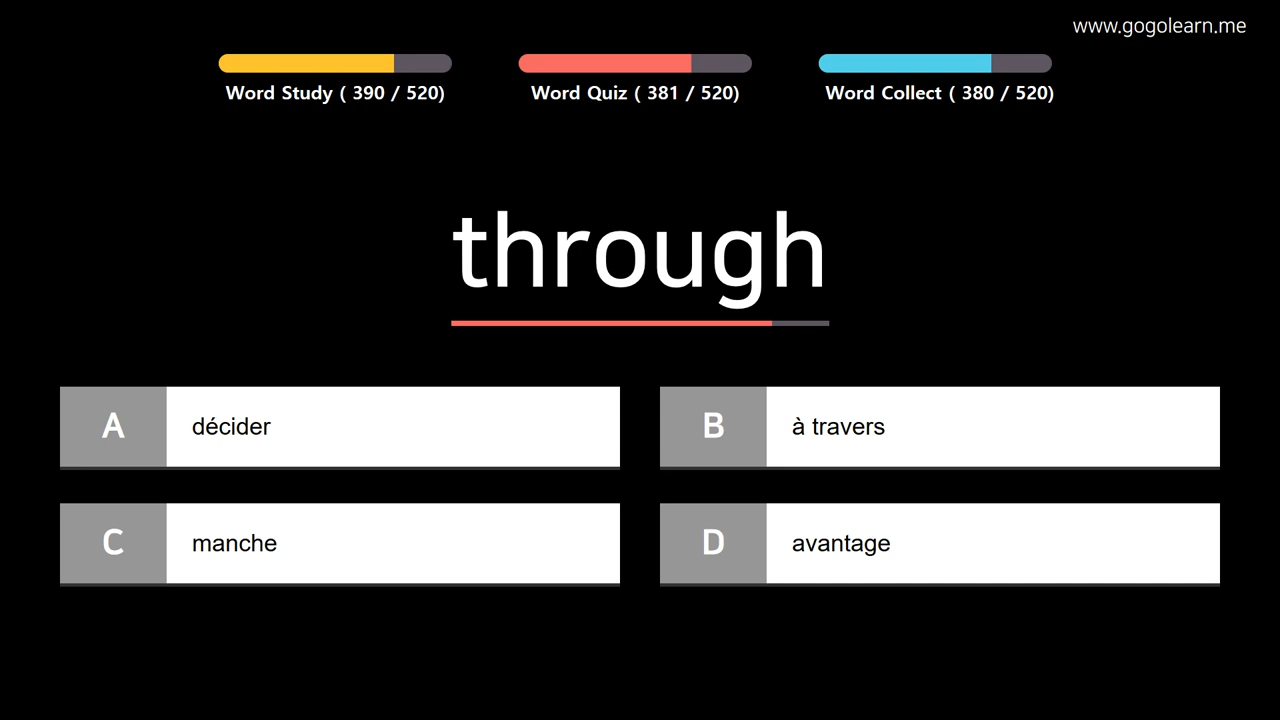 www.gogolearn.me
Word Study ( 390 / 520)
Word Quiz ( 381 / 520)
Word Collect ( 380 / 520)
through
A
décider
B
à travers
C
manche
D
avantage